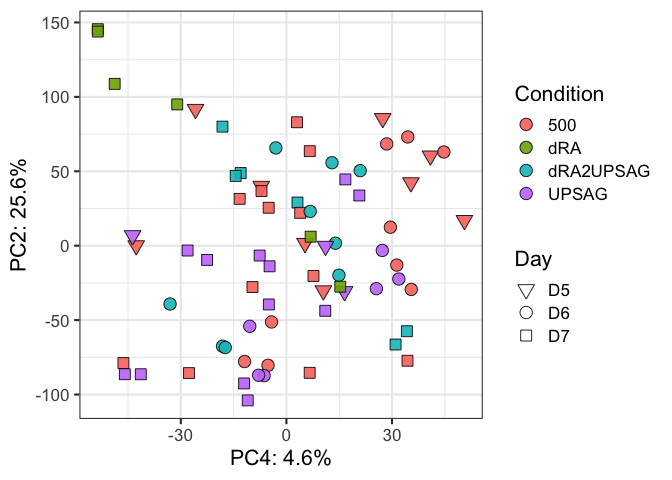 150
100
50
0
-50
-100
PC2: 25.6%
-30
0
30
PC4: 4.6%
Condition
500
dRA
dRA2UPSAG
UPSAG
Day
D5
D6
D7